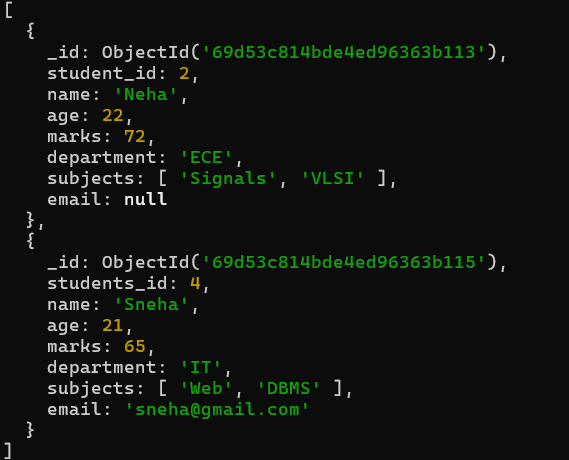 [
  {
    _id: ObjectId('69d53c814bde4ed96363b113'),
    student_id: 2,
    name: 'Neha',
    age: 22,
    marks: 72,
    department: 'ECE',
    subjects: [ 'Signals', 'VLSI' ],
    email: null
  },
  {
    _id: ObjectId('69d53c814bde4ed96363b115'),
    students_id: 4,
    name: 'Sneha',
    age: 21,
    marks: 65,
    department: 'IT',
    subjects: [ 'Web', 'DBMS' ],
    email: 'sneha@gmail.com'
  }
]